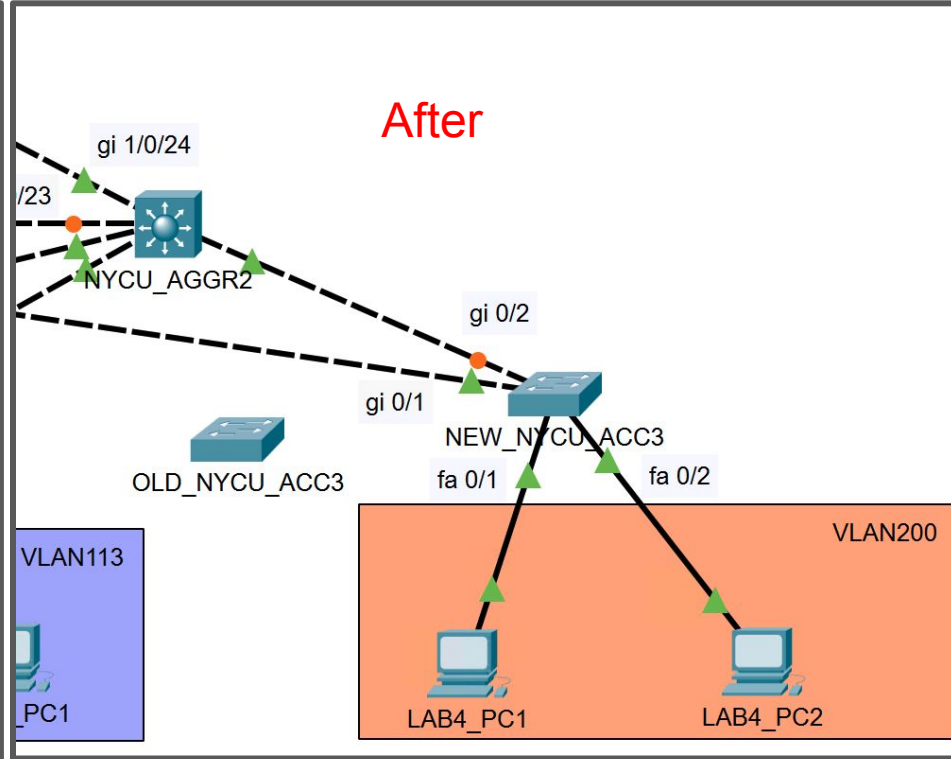 After
gi 1/0/24
/23
NYCU_AGGR2
gi 0/2
gi 0/1
NEW_NYCU_ACC3
OLD_NYCU_ACC3
fa 0/1
fa 0/2
VLAN113
VLAN200
_PC1
LAB4_PC1
LAB4_PC2